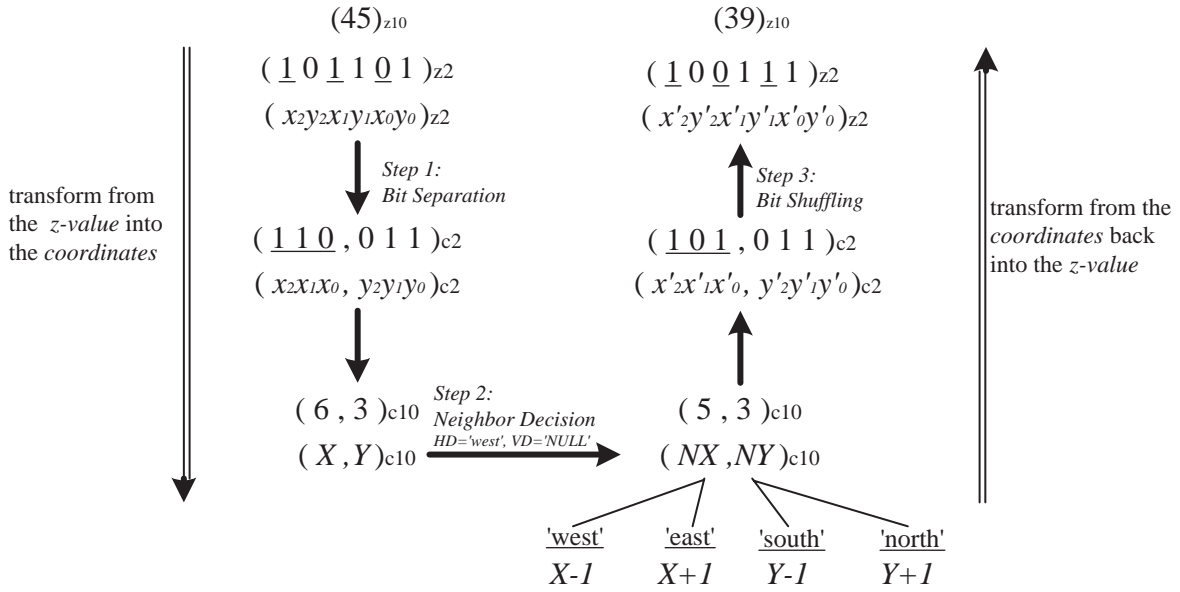 (45)z10
(39)z10
( 1 0 1 1 0 1 )z2
( 1 0 0 1 1 1 )z2
( x2y2x1y1x0y0 )z2
( x'2y'2x'1y'1x'0y'0 )z2
Step 1:
Bit Separation
Step 3:
Bit Shuffling
transform from
the z-value into
the coordinates
transform from the
coordinates back
into the z-value
( 1 1 0 , 0 1 1 )c2
( 1 0 1 , 0 1 1 )c2
( x2x1x0, y2y1y0 )c2
( x'2x'1x'0, y'2y'1y'0 )c2
Step 2:
Neighbor Decision
HD='west', VD='NULL'
( 6 , 3 )c10
( 5 , 3 )c10
( X , Y )c10
( NX ,NY )c10
'west' 'east' 'south' 'north'
X-1 X+1 Y-1 Y+1